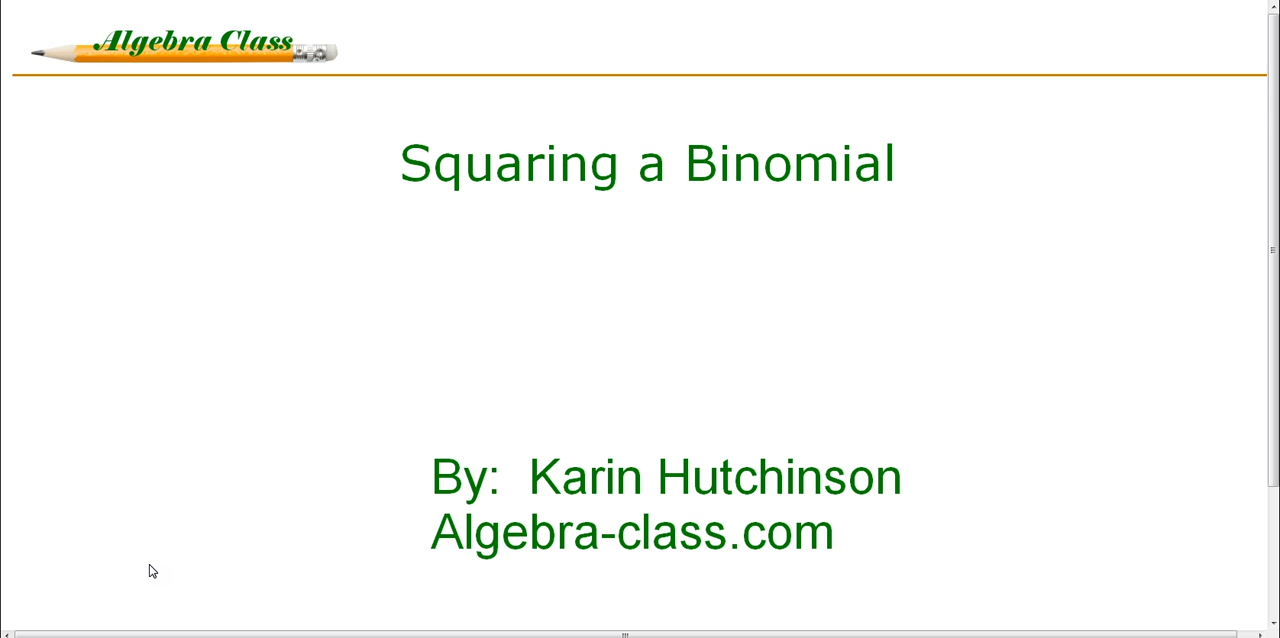 Algebra Class
Squaring a Binomial
By: Karin Hutchinson
Algebra-class.com